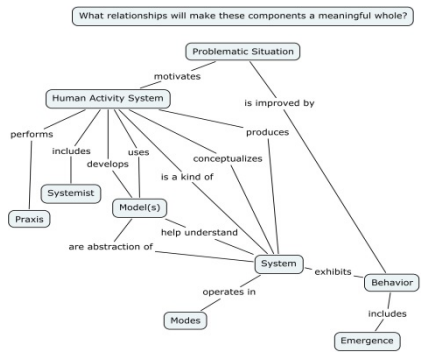 What relationships will make these components a meaningful whole?
Problematic Situation
motivates
Human Activity System
is improved by
performs
produces
includes
uses
develops
conceptualizes
is a kind of
Systemist
Model(s)
Praxis
help understand
are abstraction of
System
exhibits
Behavior
operates in
Modes
includes
Emergence